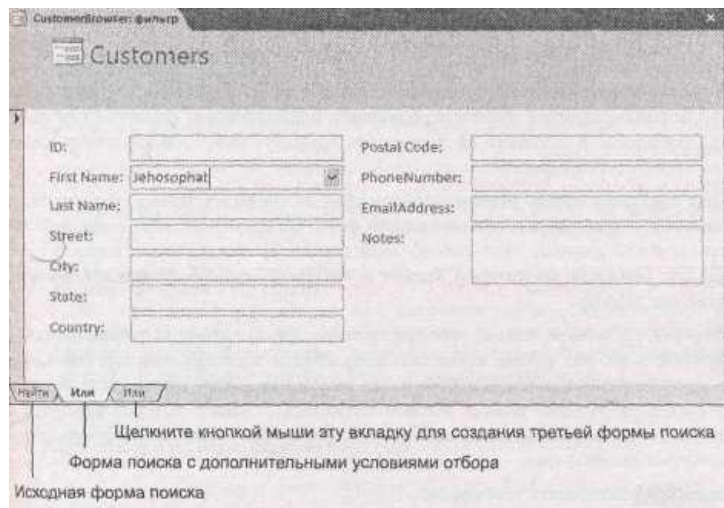 CustomerBrowser: фильтр
Customers
ID:
First Name: Jehosophat
Last Name:
Street:
City:
State:
Country:
Postal Code:
PhoneNumber:
EmailAddress:
Notes:
Найти Или Или
Щелкните кнопкой мыши эту вкладку для создания третьей формы поиска
Форма поиска с дополнительными условиями отбора
Исходная форма поиска